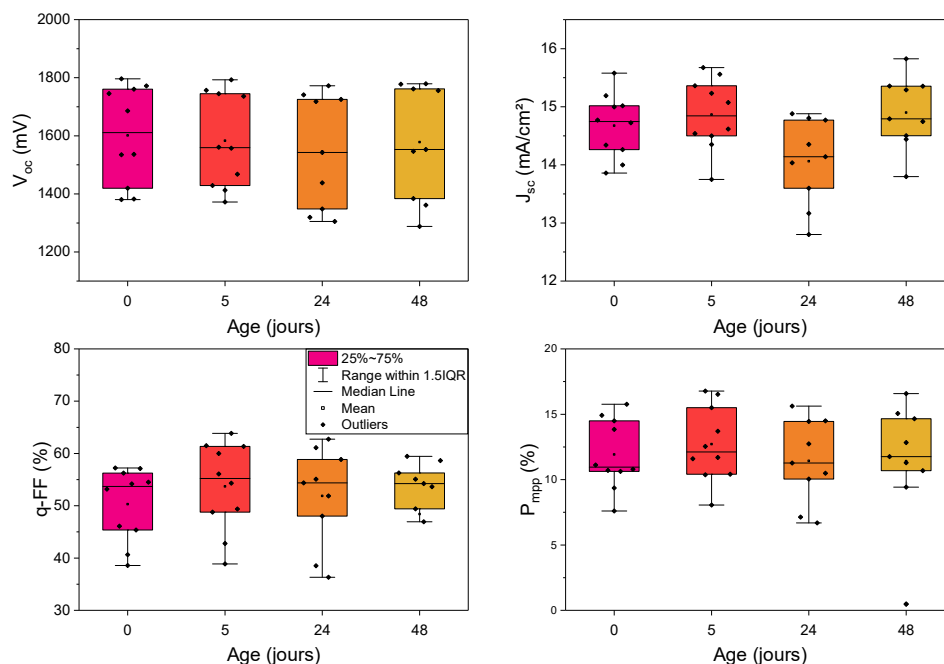 2000
1800
1600
1400
1200
V_oc (mV)
0 5 24 48
Age (jours)
16
15
14
13
12
J_sc (mA/cm²)
0 5 24 48
Age (jours)
80
70
60
50
40
30
q-FF (%)
25%~75%
Range within 1.5IQR
Median Line
Mean
Outliers
0 5 24 48
Age (jours)
20
15
10
5
0
P_mpp (%)
0 5 24 48
Age (jours)